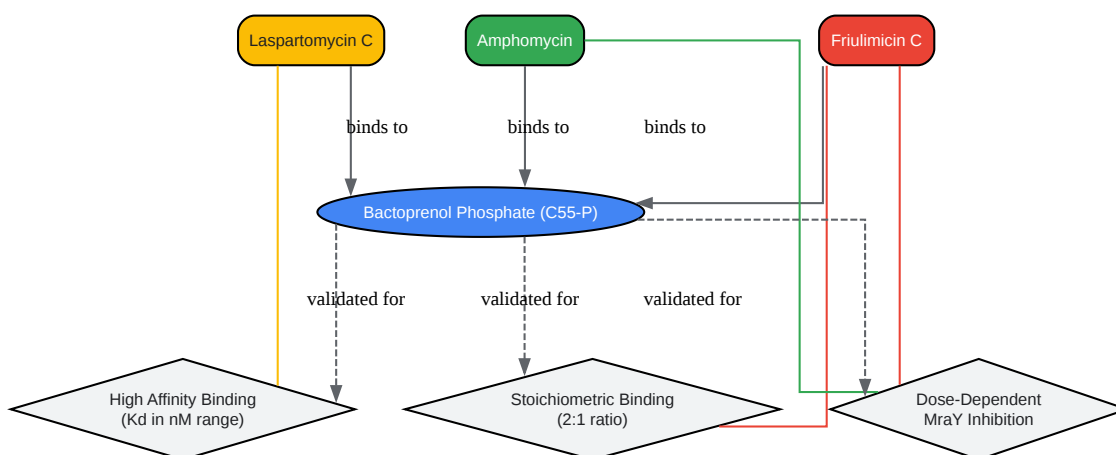 Laspartomycin C
Amphomycin
Friulimicin C
binds to
binds to
binds to
Bactoprenol Phosphate (C55-P)
validated for
validated for
validated for
High Affinity Binding
(Kd in nM range)
Stoichiometric Binding
(2:1 ratio)
Dose-Dependent
MraY Inhibition